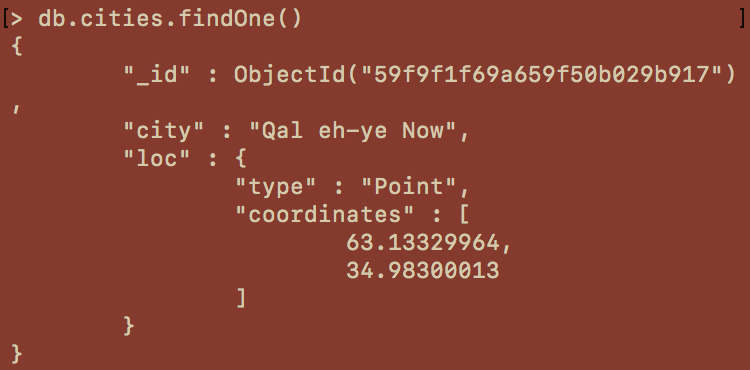 [> db.cities.findOne() ]
{
        "_id" : ObjectId("59f9f1f69a659f50b029b917")
,
        "city" : "Qal eh-ye Now",
        "loc" : {
                "type" : "Point",
                "coordinates" : [
                        63.13329964,
                        34.98300013
                ]
        }
}